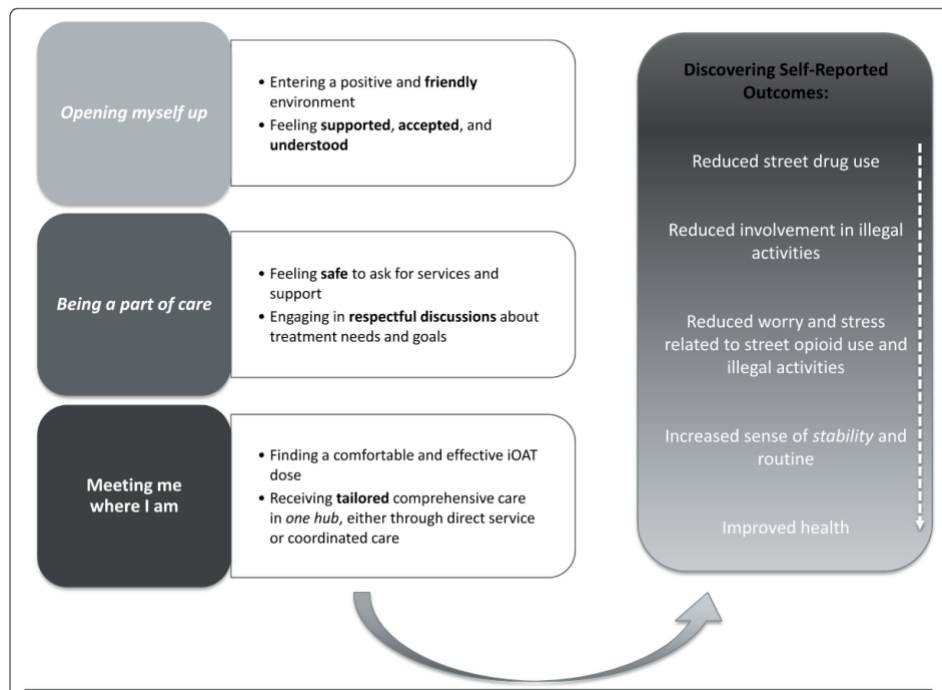 Opening myself up
• Entering a positive and friendly
environment
• Feeling supported, accepted, and
understood
Being a part of care
• Feeling safe to ask for services and
support
• Engaging in respectful discussions about
treatment needs and goals
Meeting me
where I am
• Finding a comfortable and effective iOAT
dose
• Receiving tailored comprehensive care
in one hub, either through direct service
or coordinated care
Discovering Self-Reported
Outcomes:
Reduced street drug use
Reduced involvement in illegal
activities
Reduced worry and stress
related to street opioid use and
illegal activities
Increased sense of stability and
routine
Improved health